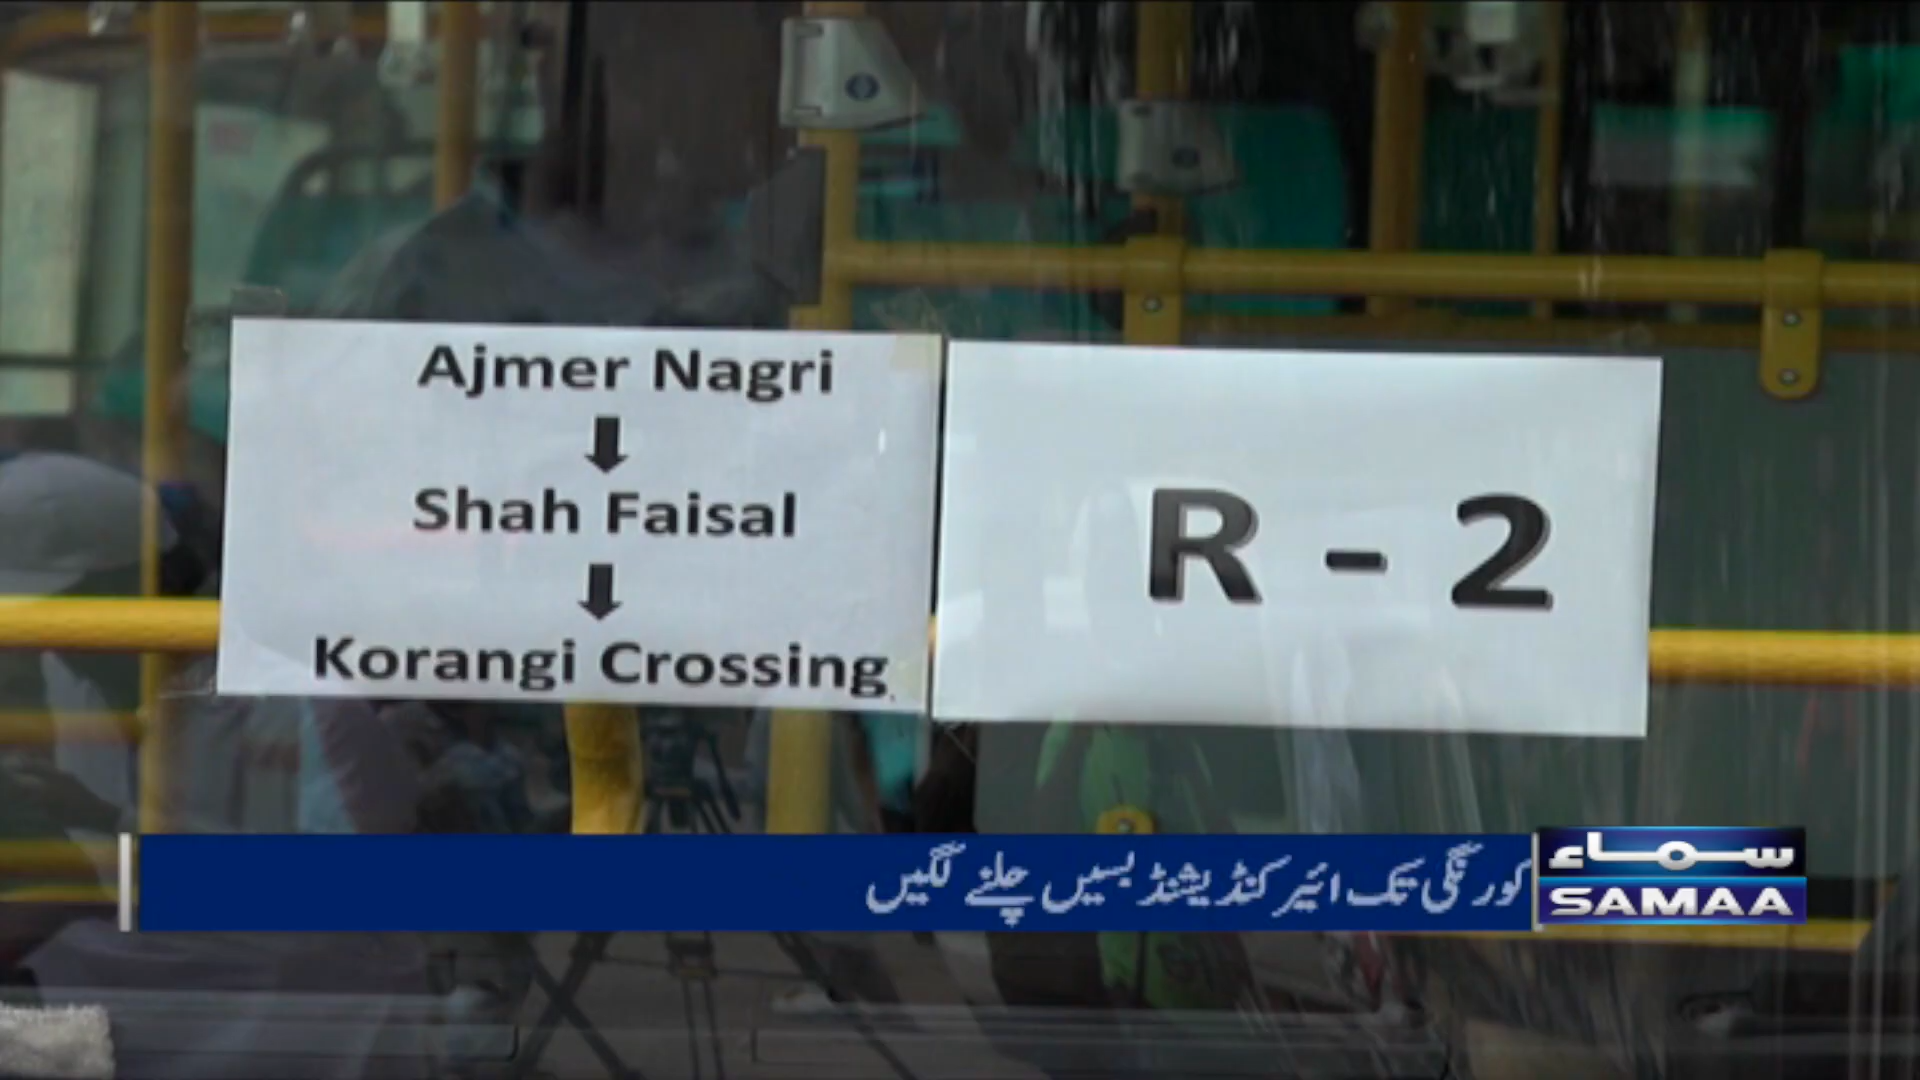 Ajmer Nagri
Shah Faisal
Korangi Crossing
R - 2
کورنگی تک ائیر کنڈیشنڈ بسیں چلنے لگیں
سماء
SAMAA